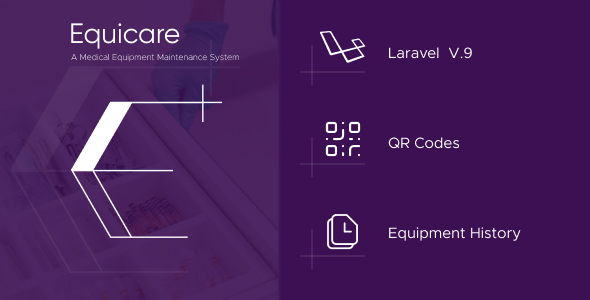 Equicare
A Medical Equipment Maintenance System
Laravel V.9
QR Codes
Equipment History